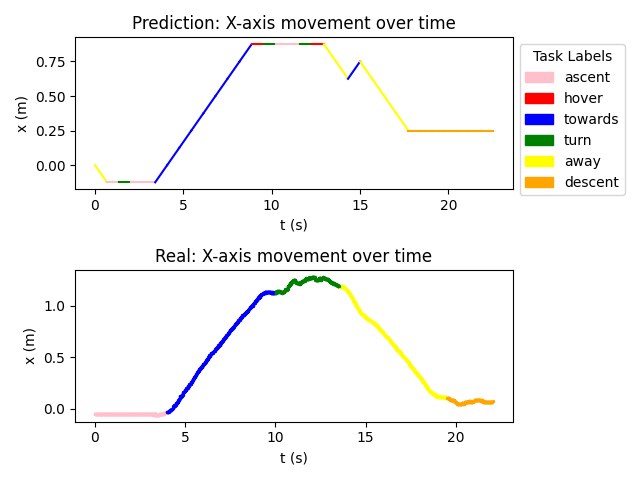 Prediction: X-axis movement over time
x (m)
0.75
0.50
0.25
0.00
0 5 10 15 20
t (s)
Task Labels
ascent
hover
towards
turn
away
descent
Real: X-axis movement over time
x (m)
1.0
0.5
0.0
0 5 10 15 20
t (s)